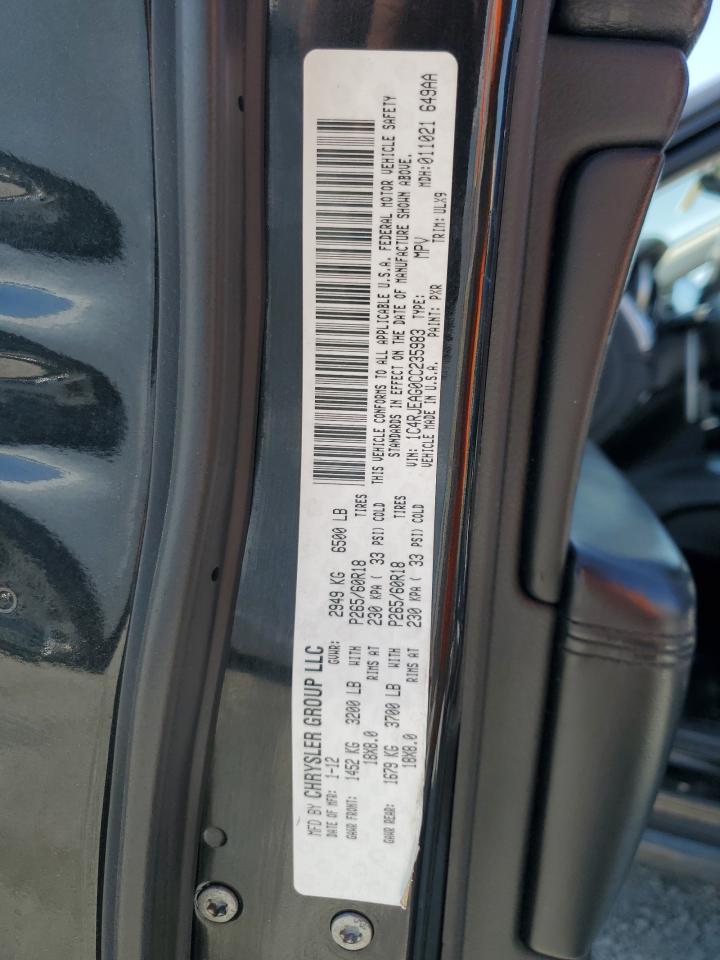 MFD BY CHRYSLER GROUP LLC
DATE OF MFR: 1-12 GVWR: 2949 KG 6500 LB
GAWR FRONT: 1452 KG 3200 LB WITH P265/60R18 TIRES
18X8.0 RIMS AT 230 KPA ( 33 PSI) COLD
GAWR REAR: 1679 KG 3700 LB WITH P265/60R18 TIRES
18X8.0 RIMS AT 230 KPA ( 33 PSI) COLD
THIS VEHICLE CONFORMS TO ALL APPLICABLE U.S.A. FEDERAL MOTOR VEHICLE SAFETY
STANDARDS IN EFFECT ON THE DATE OF MANUFACTURE SHOWN ABOVE.
VIN: 1C4RJEAG0CC235983 TYPE: MPV MDH:011021 649AA
VEHICLE MADE IN U.S.A. PAINT: PXR TRIM: ULX9